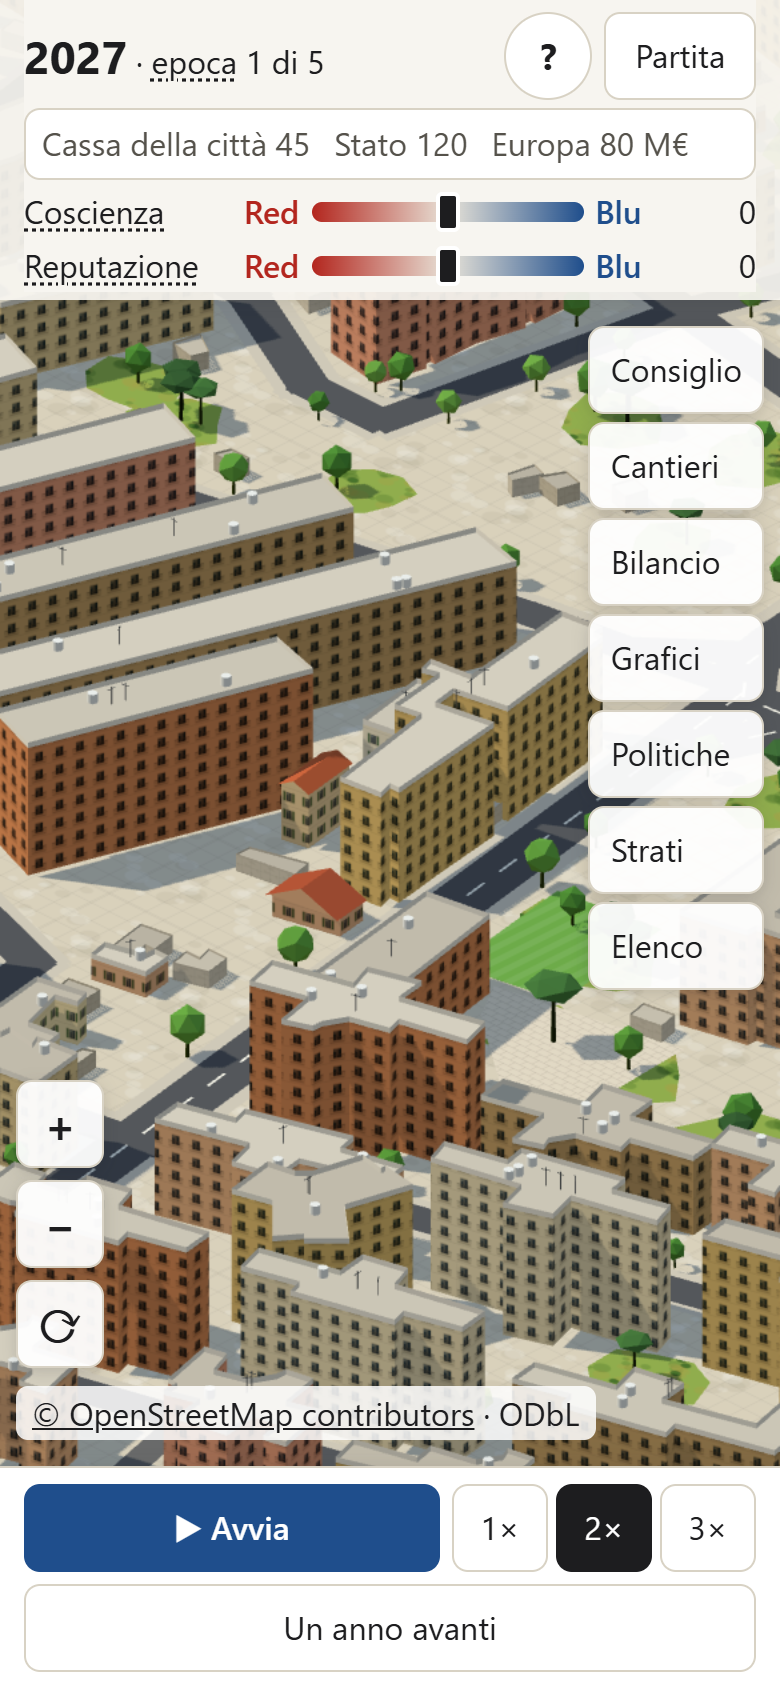 2027 · epoca 1 di 5
?
Partita
Cassa della città 45 Stato 120 Europa 80 M€
Coscienza Red Blu 0
Reputazione Red Blu 0
Consiglio
Cantieri
Bilancio
Grafici
Politiche
Strati
Elenco
+
−
© OpenStreetMap contributors · ODbL
▶ Avvia
1×
2×
3×
Un anno avanti